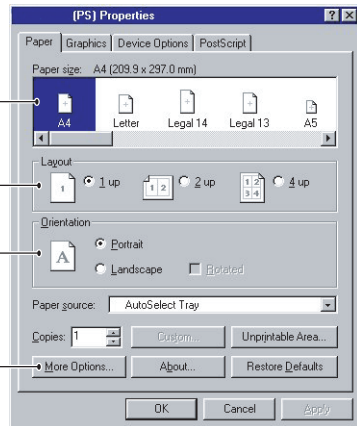 (PS) Properties
Paper Graphics Device Options PostScript
Paper size: A4 (209.9 x 297.0 mm)
A4 Letter Legal 14 Legal 13 A5
Layout
1 1 up 1 2 2 up 1 2 3 4 4 up
Orientation
A Portrait
Landscape Rotated
Paper source: AutoSelect Tray
Copies: 1 Custom... Unprintable Area...
More Options... About... Restore Defaults
OK Cancel Apply